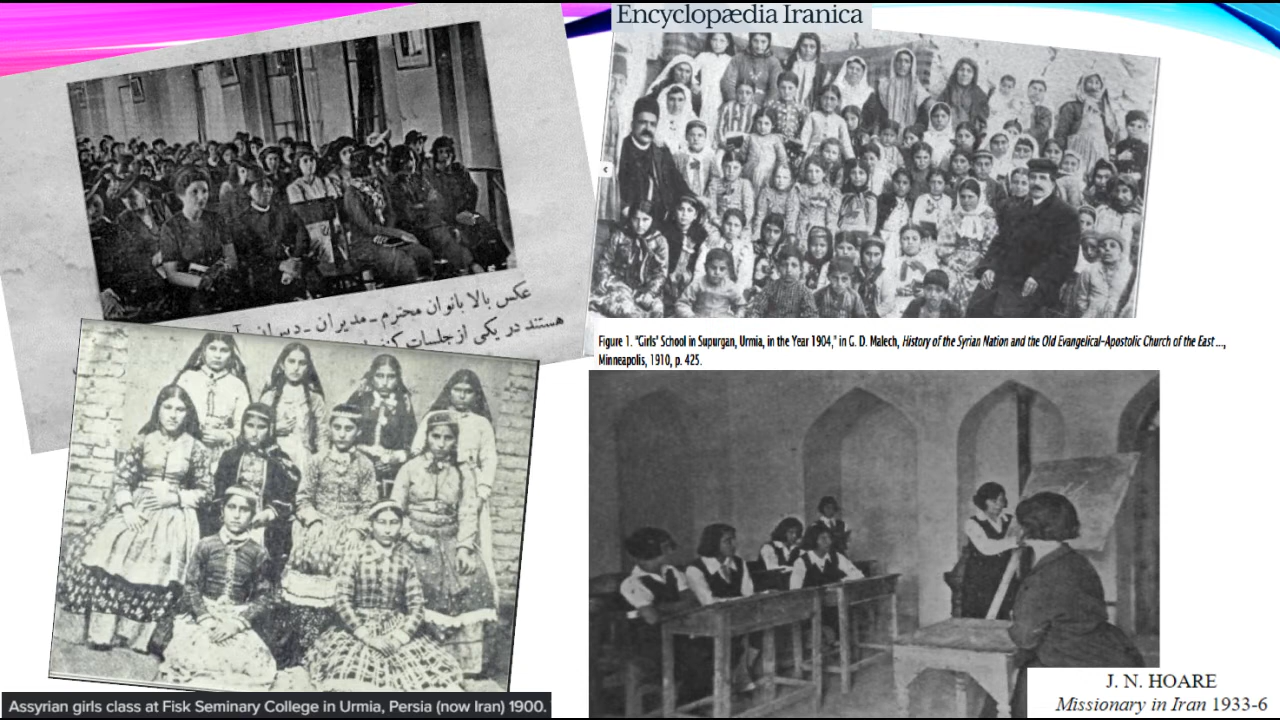 Encyclopædia Iranica
عکس بالا بانوان محترم - مدیران - دبیران
هستند در یکی از جلسات
Figure 1. "Girls' School in Supurgan, Urmia, in the Year 1904," in G. D. Malech, History of the Syrian Nation and the Old Evangelical-Apostolic Church of the East ...,
Minneapolis, 1910, p. 425.
Assyrian girls class at Fisk Seminary College in Urmia, Persia (now Iran) 1900.
J. N. HOARE
Missionary in Iran 1933-6